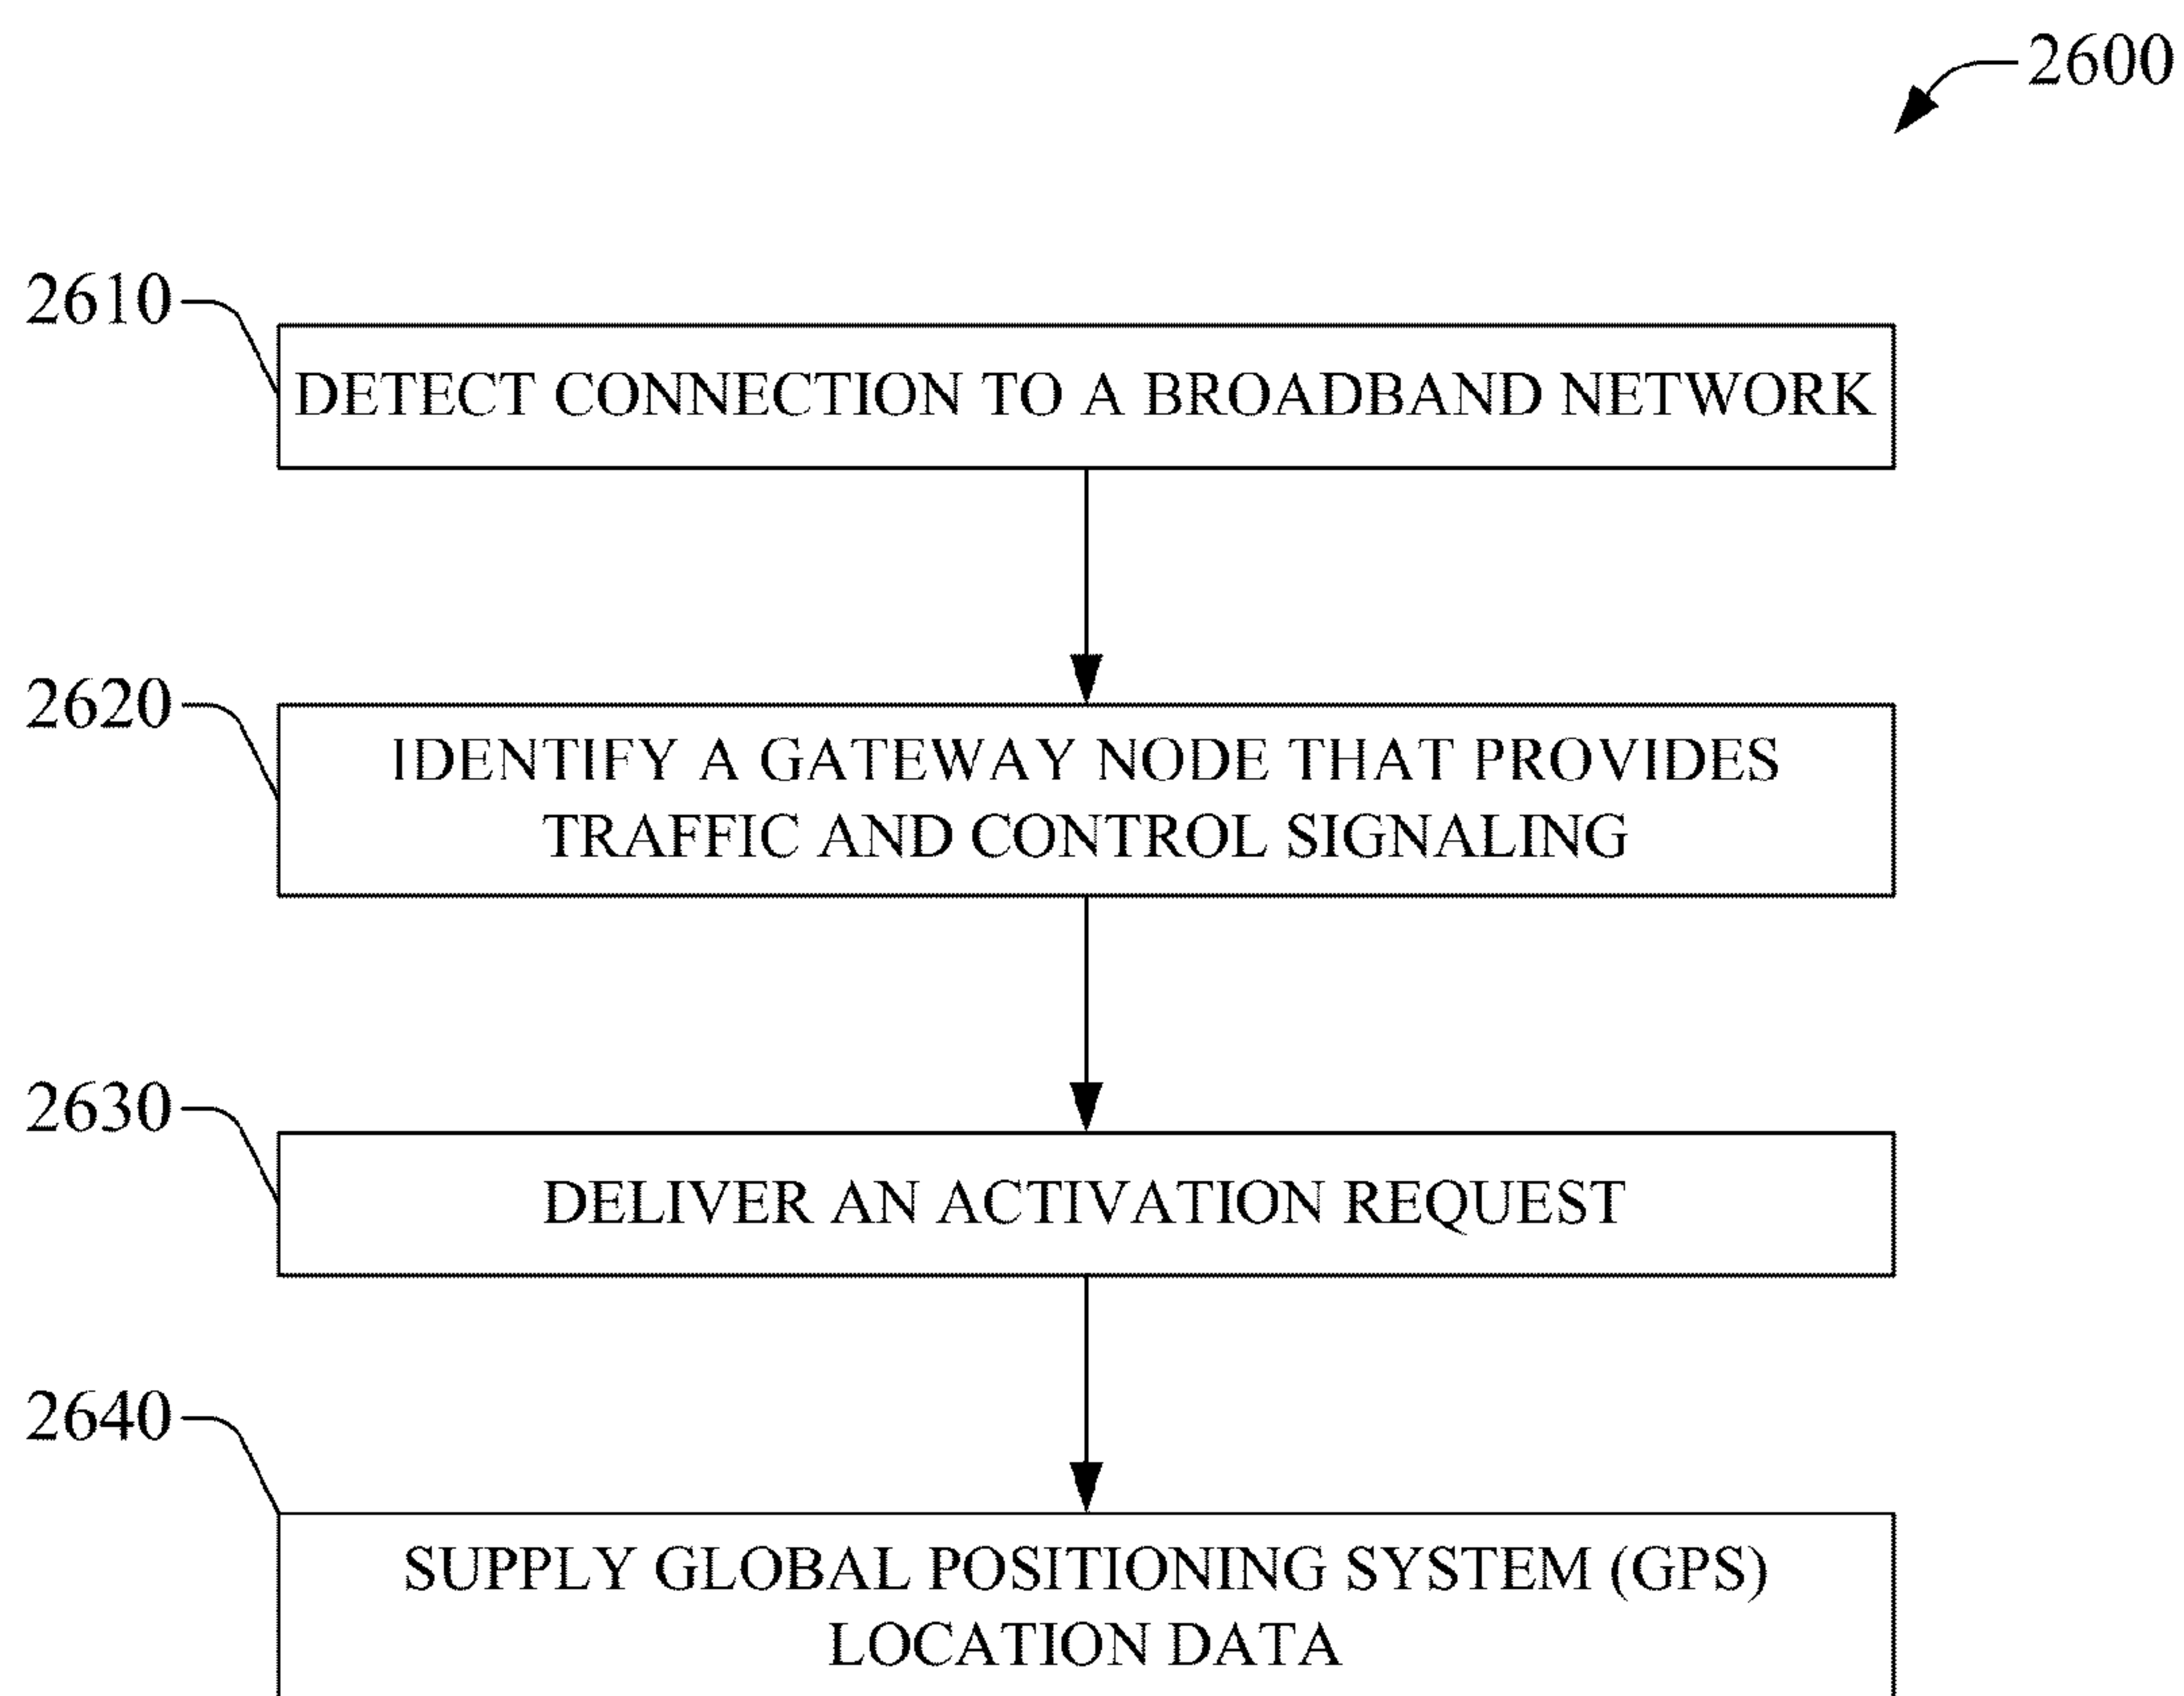 2600
2610
DETECT CONNECTION TO A BROADBAND NETWORK
2620
IDENTIFY A GATEWAY NODE THAT PROVIDES
TRAFFIC AND CONTROL SIGNALING
2630
DELIVER AN ACTIVATION REQUEST
2640
SUPPLY GLOBAL POSITIONING SYSTEM (GPS)
LOCATION DATA